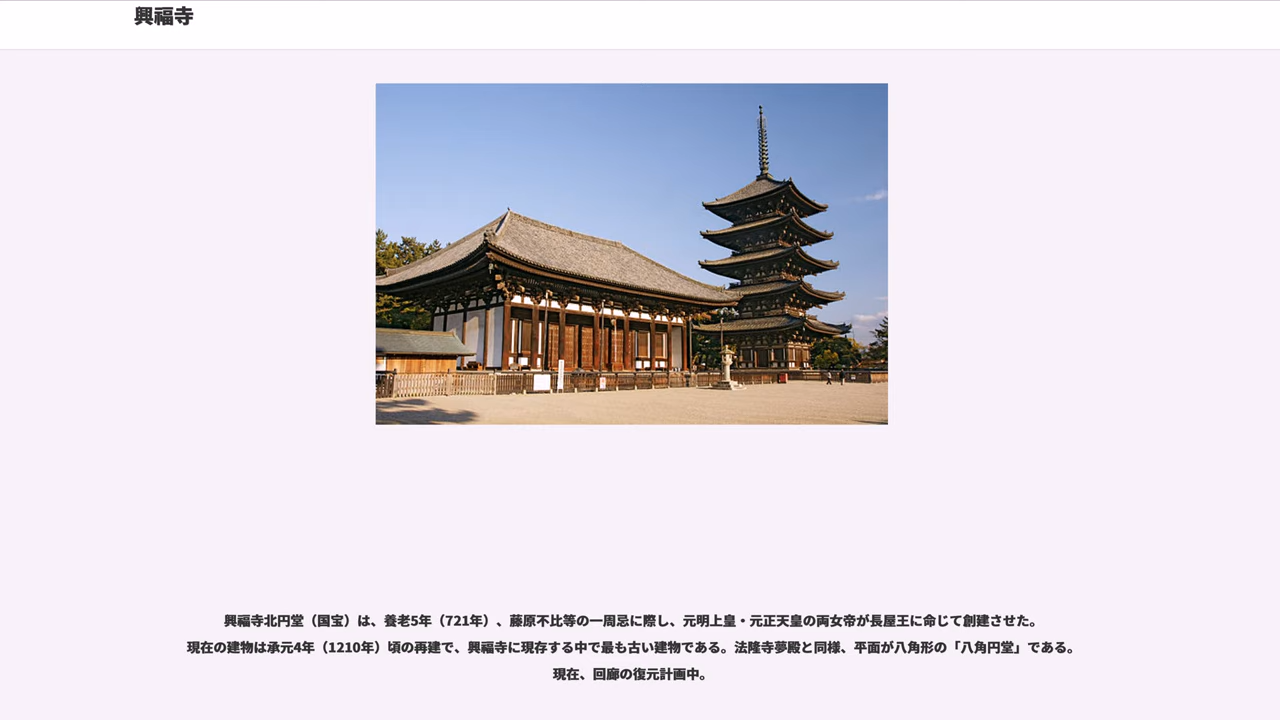 興福寺
興福寺北円堂（国宝）は、養老5年（721年）、藤原不比等の一周忌に際し、元明上皇・元正天皇の両女帝が長屋王に命じて創建させた。
現在の建物は承元4年（1210年）頃の再建で、興福寺に現存する中で最も古い建物である。法隆寺夢殿と同様、平面が八角形の「八角円堂」である。
現在、回廊の復元計画中。